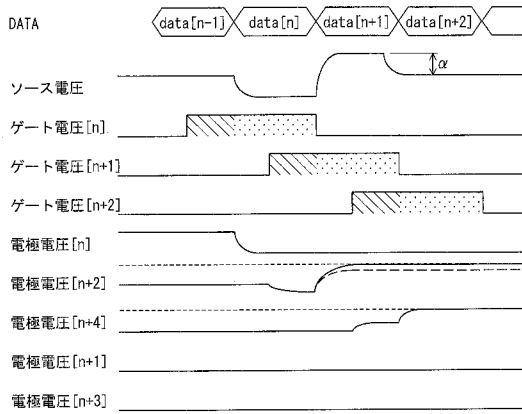 DATA data[n-1] data[n] data[n+1] data[n+2]
α
ソース電圧
ゲート電圧[n]
ゲート電圧[n+1]
ゲート電圧[n+2]
電極電圧[n]
電極電圧[n+2]
電極電圧[n+4]
電極電圧[n+1]
電極電圧[n+3]